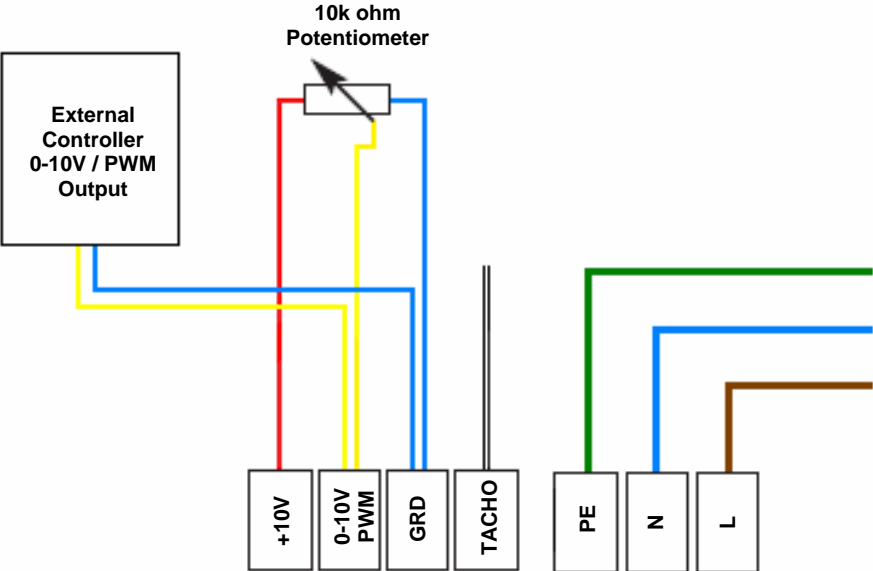 10k ohm
Potentiometer
External
Controller
0-10V / PWM
Output
+10V
0-10V
PWM
GRD
TACHO
PE
N
L